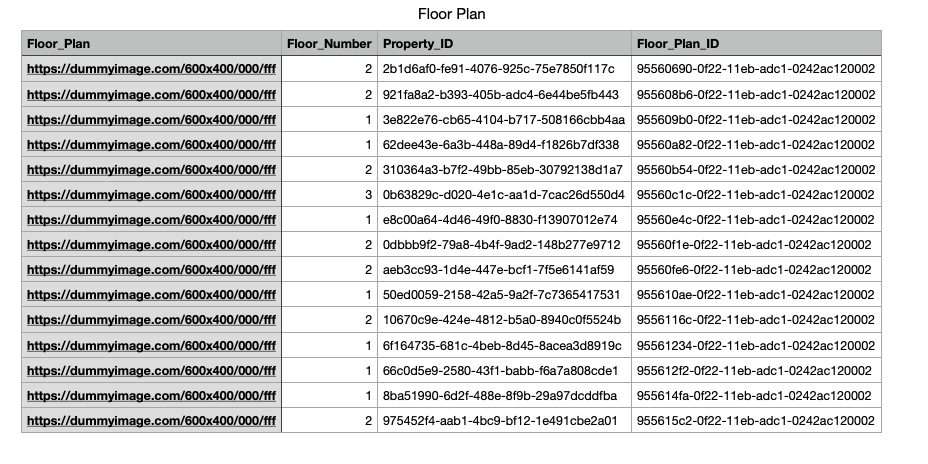 Floor Plan
Floor_Plan Floor_Number Property_ID Floor_Plan_ID
https://dummyimage.com/600x400/000/fff 2 2b1d6af0-fe91-4076-925c-75e7850f117c 95560690-0f22-11eb-adc1-0242ac120002
https://dummyimage.com/600x400/000/fff 2 921fa8a2-b393-405b-adc4-6e44be5fb443 955608b6-0f22-11eb-adc1-0242ac120002
https://dummyimage.com/600x400/000/fff 1 3e822e76-cb65-4104-b717-508166cbb4aa 955609b0-0f22-11eb-adc1-0242ac120002
https://dummyimage.com/600x400/000/fff 1 62dee43e-6a3b-448a-89d4-f1826b7df338 95560a82-0f22-11eb-adc1-0242ac120002
https://dummyimage.com/600x400/000/fff 2 310364a3-b7f2-49bb-85eb-30792138d1a7 95560b54-0f22-11eb-adc1-0242ac120002
https://dummyimage.com/600x400/000/fff 3 0b63829c-d020-4e1c-aa1d-7cac26d550d4 95560c1c-0f22-11eb-adc1-0242ac120002
https://dummyimage.com/600x400/000/fff 1 e8c00a64-4d46-49f0-8830-f13907012e74 95560e4c-0f22-11eb-adc1-0242ac120002
https://dummyimage.com/600x400/000/fff 2 0dbbb9f2-79a8-4b4f-9ad2-148b277e9712 95560f1e-0f22-11eb-adc1-0242ac120002
https://dummyimage.com/600x400/000/fff 2 aeb3cc93-1d4e-447e-bcf1-7f5e6141af59 95560fe6-0f22-11eb-adc1-0242ac120002
https://dummyimage.com/600x400/000/fff 1 50ed0059-2158-42a5-9a2f-7c7365417531 955610ae-0f22-11eb-adc1-0242ac120002
https://dummyimage.com/600x400/000/fff 2 10670c9e-424e-4812-b5a0-8940c0f5524b 9556116c-0f22-11eb-adc1-0242ac120002
https://dummyimage.com/600x400/000/fff 1 6f164735-681c-4beb-8d45-8acea3d8919c 95561234-0f22-11eb-adc1-0242ac120002
https://dummyimage.com/600x400/000/fff 1 66c0d5e9-2580-43f1-babb-f6a7a808cde1 955612f2-0f22-11eb-adc1-0242ac120002
https://dummyimage.com/600x400/000/fff 1 8ba51990-6d2f-488e-8f9b-29a97dcddfba 955614fa-0f22-11eb-adc1-0242ac120002
https://dummyimage.com/600x400/000/fff 2 975452f4-aab1-4bc9-bf12-1e491cbe2a01 955615c2-0f22-11eb-adc1-0242ac120002